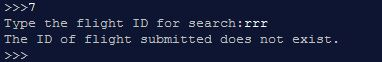 >>>7
Type the flight ID for search:rrr
The ID of flight submitted does not exist.
>>>